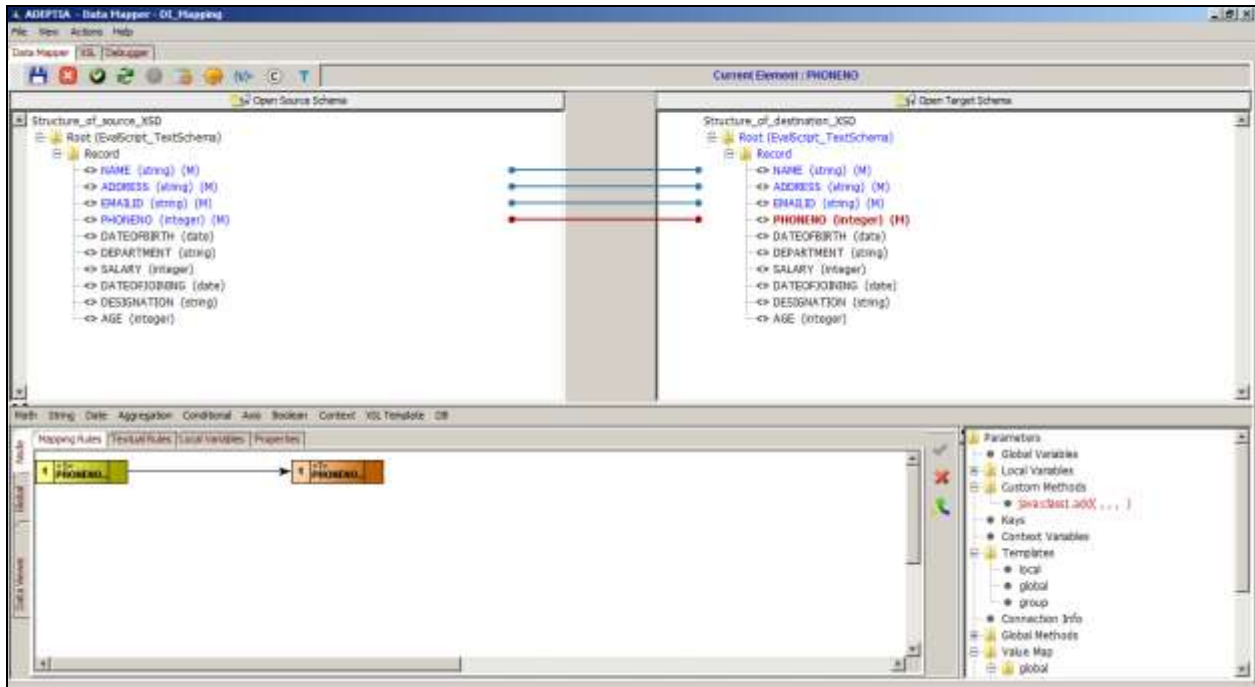 ADEPTIA - Data Mapper - DI_Mapping
File View Actions Help
Data Mapper XSL Debugger
Current Element : PHONENO
Open Source Schema
Open Target Schema
Structure_of_source_XSD
Root (EvalScript_TextSchema)
Record
<> NAME (string) (M)
<> ADDRESS (string) (M)
<> EMAILID (string) (M)
<> PHONENO (integer) (M)
<> DATEOFBIRTH (date)
<> DEPARTMENT (string)
<> SALARY (integer)
<> DATEOFJOINING (date)
<> DESIGNATION (string)
<> AGE (integer)
Structure_of_destination_XSD
Root (EvalScript_TextSchema)
Record
<> NAME (string) (M)
<> ADDRESS (string) (M)
<> EMAILID (string) (M)
<> PHONENO (integer) (M)
<> DATEOFBIRTH (date)
<> DEPARTMENT (string)
<> SALARY (integer)
<> DATEOFJOINING (date)
<> DESIGNATION (string)
<> AGE (integer)
Math String Date Aggregation Conditional Axis Boolean Context XSL Template DB
Node
Global
Data Viewer
Mapping Rules Textual Rules Local Variables Properties
PHONENO..
PHONENO..
Parameters
Global Variables
Local Variables
Custom Methods
Keys
Context Variables
Templates
local
global
group
Connection Info
Global Methods
Value Map
global